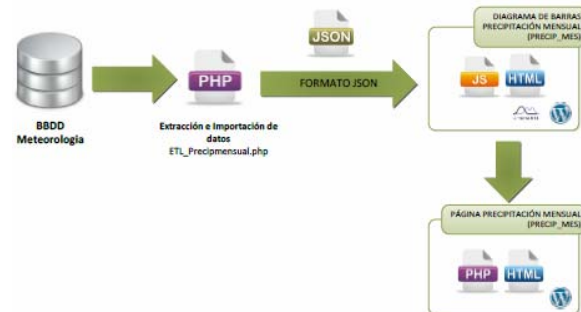 BBDD
Meteorologia
PHP
Extracción e Importación de
datos
ETL_Precipmensual.php
JSON
FORMATO JSON
DIAGRAMA DE BARRAS
PRECIPITACIÓN MENSUAL
(PRECIP_MES)
JS
HTML
PÁGINA PRECIPITACIÓN MENSUAL
(PRECIP_MES)
PHP
HTML